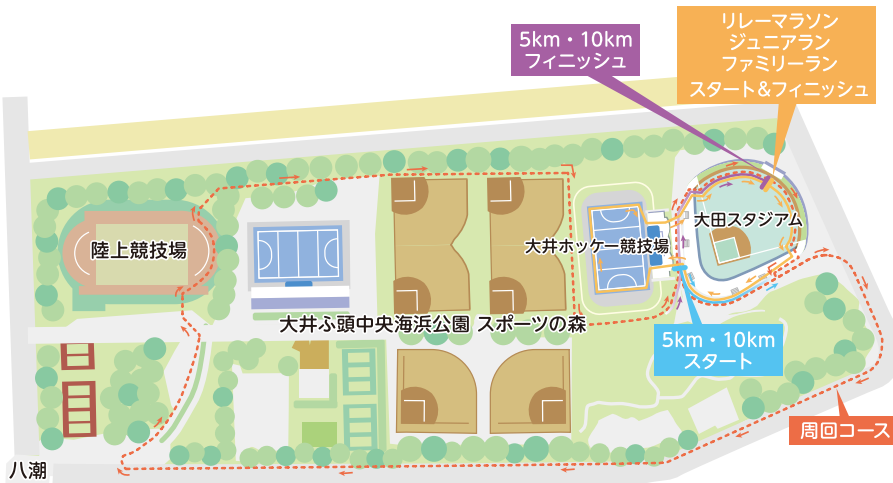 5km・10km
フィニッシュ
リレーマラソン
ジュニアラン
ファミリーラン
スタート&フィニッシュ
大田スタジアム
陸上競技場
大井ホッケー競技場
大井ふ頭中央海浜公園 スポーツの森
5km・10km
スタート
周回コース
八潮